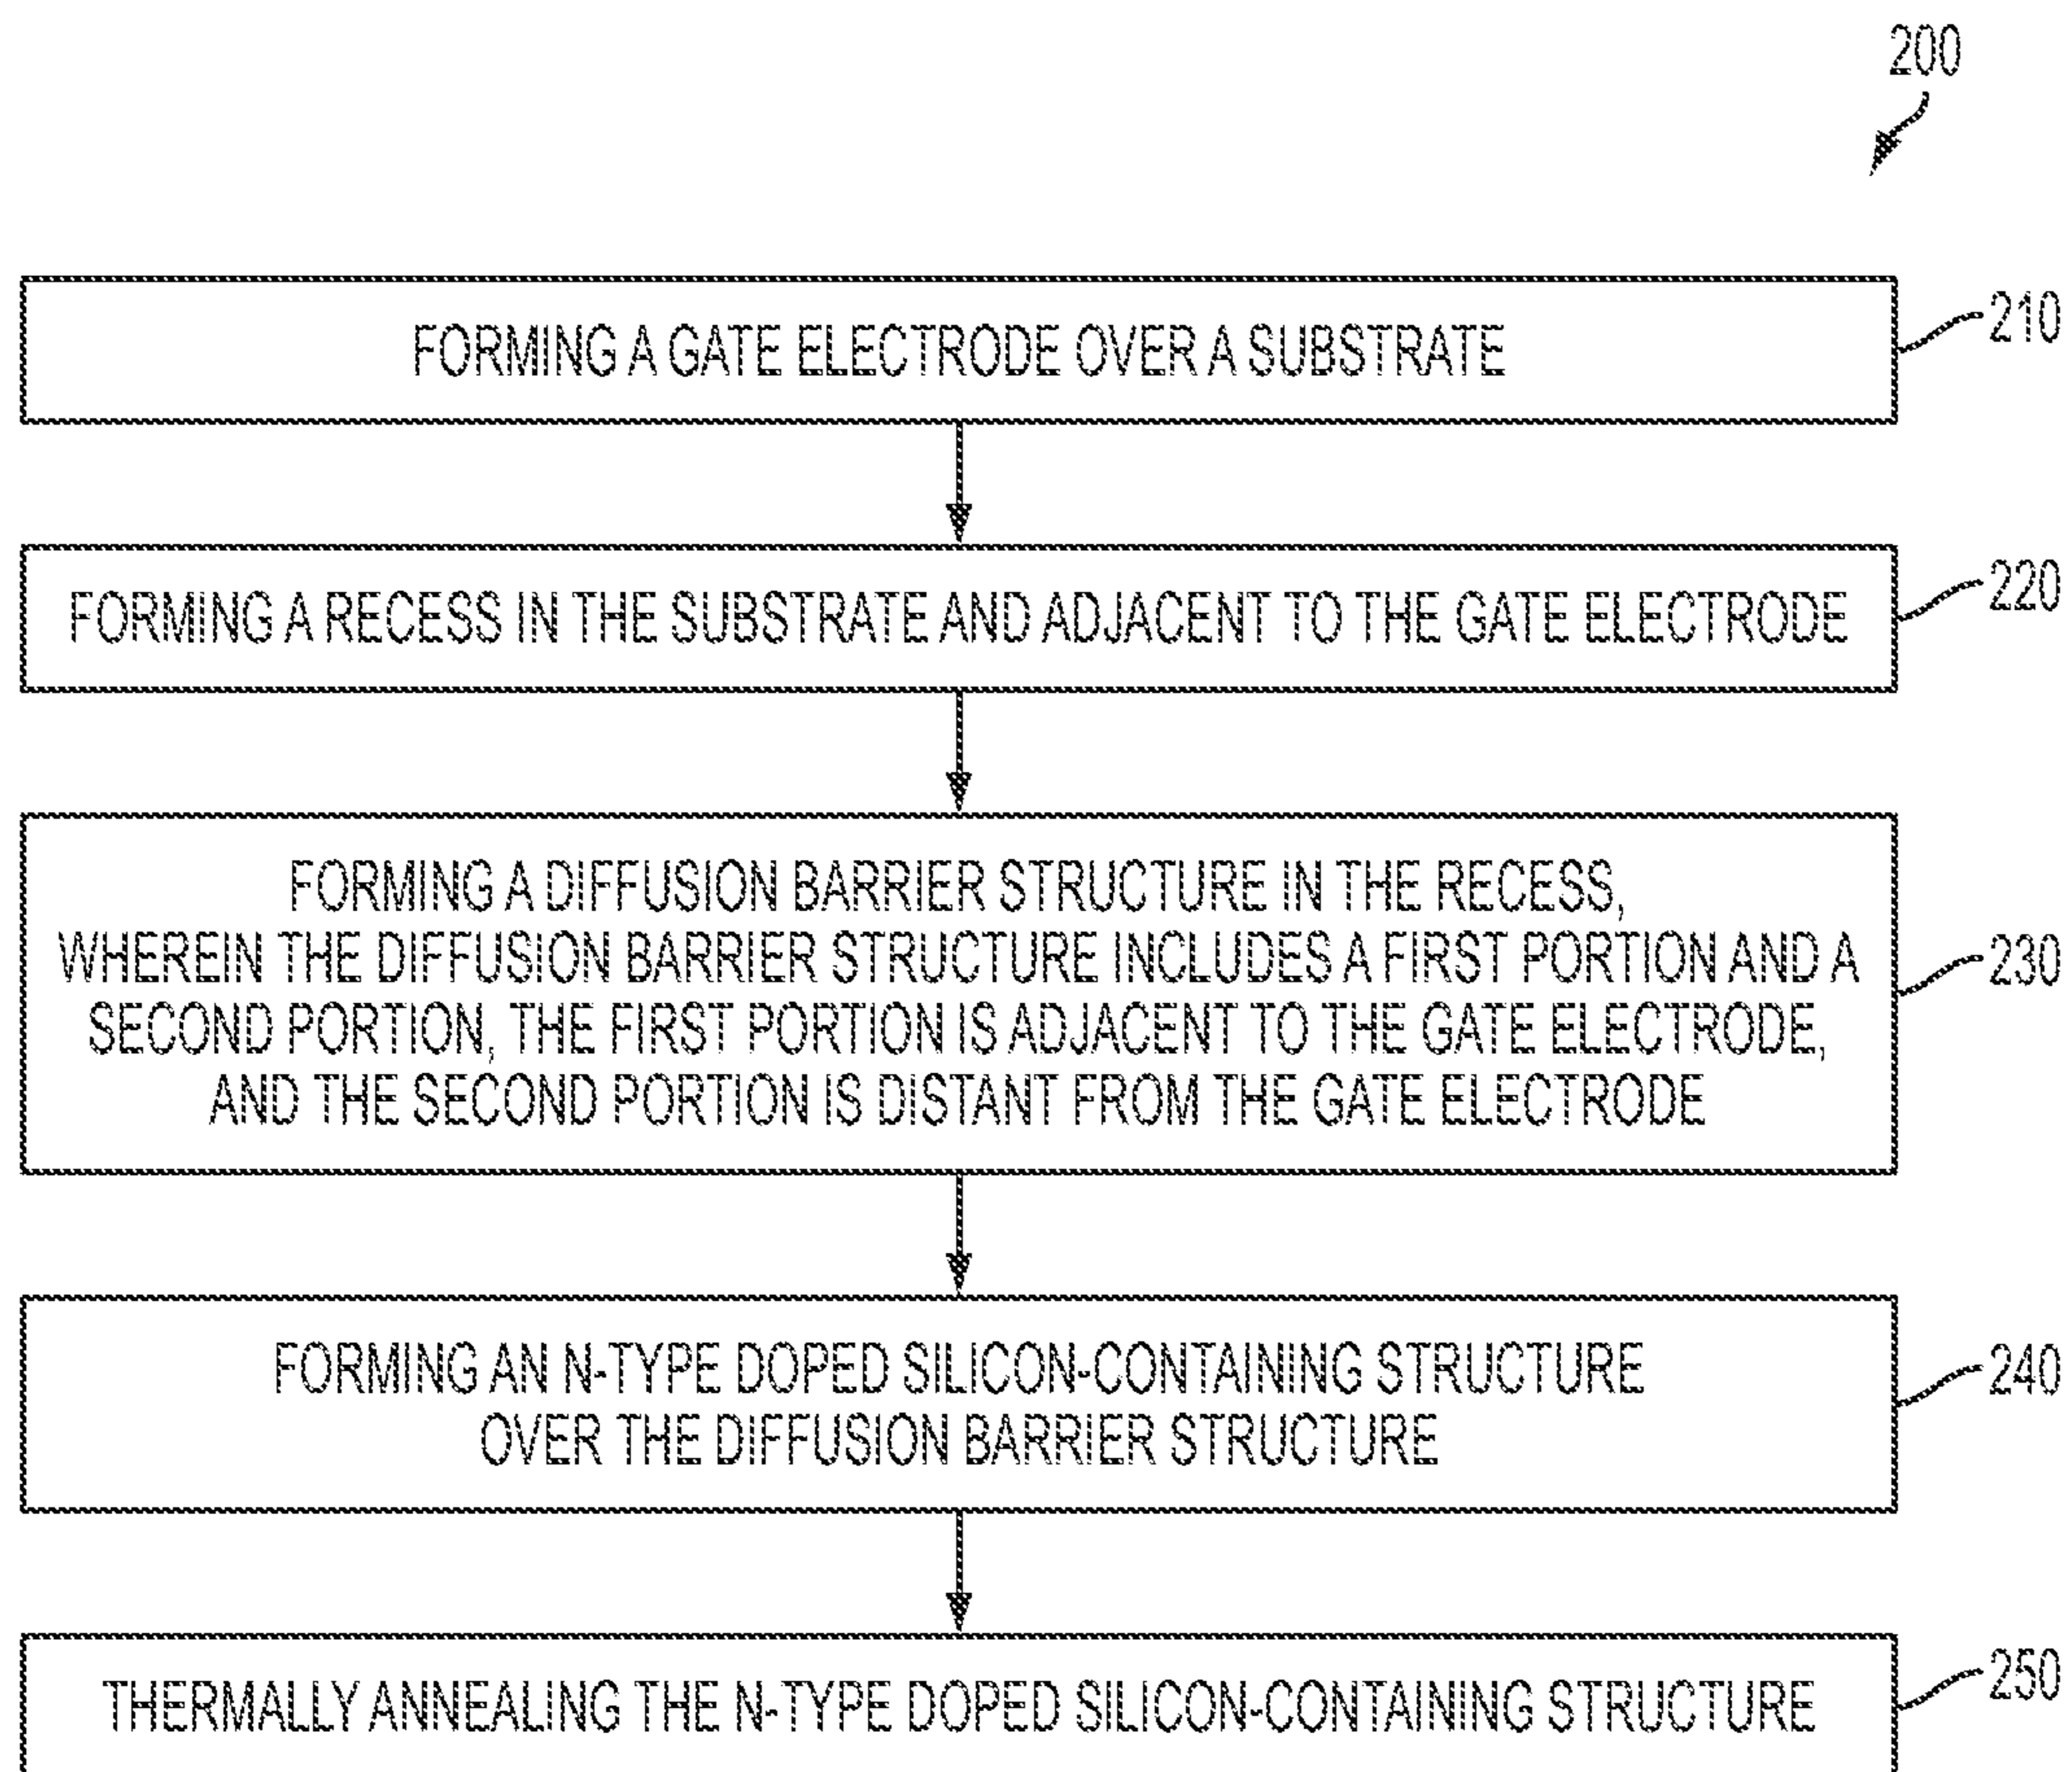 200
FORMING A GATE ELECTRODE OVER A SUBSTRATE
210
FORMING A RECESS IN THE SUBSTRATE AND ADJACENT TO THE GATE ELECTRODE
220
FORMING A DIFFUSION BARRIER STRUCTURE IN THE RECESS,
WHEREIN THE DIFFUSION BARRIER STRUCTURE INCLUDES A FIRST PORTION AND A
SECOND PORTION, THE FIRST PORTION IS ADJACENT TO THE GATE ELECTRODE,
AND THE SECOND PORTION IS DISTANT FROM THE GATE ELECTRODE
230
FORMING AN N-TYPE DOPED SILICON-CONTAINING STRUCTURE
OVER THE DIFFUSION BARRIER STRUCTURE
240
THERMALLY ANNEALING THE N-TYPE DOPED SILICON-CONTAINING STRUCTURE
250